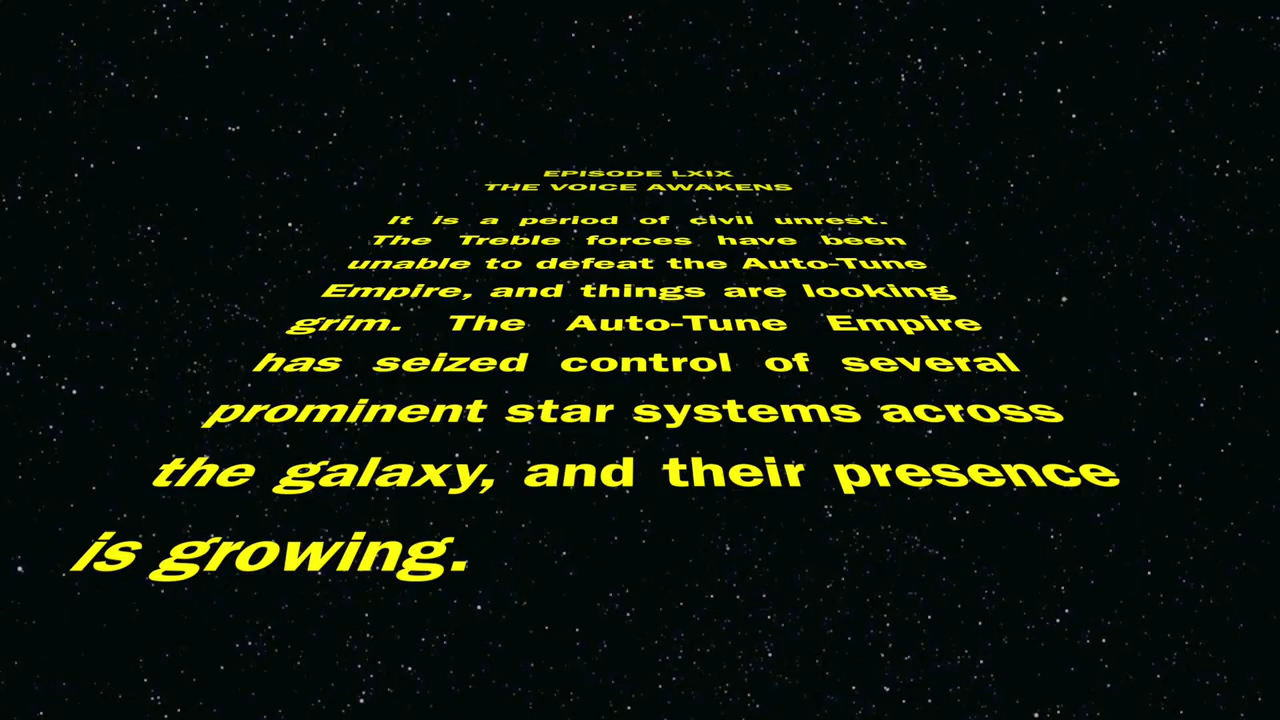 EPISODE LXIX
THE VOICE AWAKENS
It is a period of civil unrest.
The Treble forces have been
unable to defeat the Auto-Tune
Empire, and things are looking
grim. The Auto-Tune Empire
has seized control of several
prominent star systems across
the galaxy, and their presence
is growing.